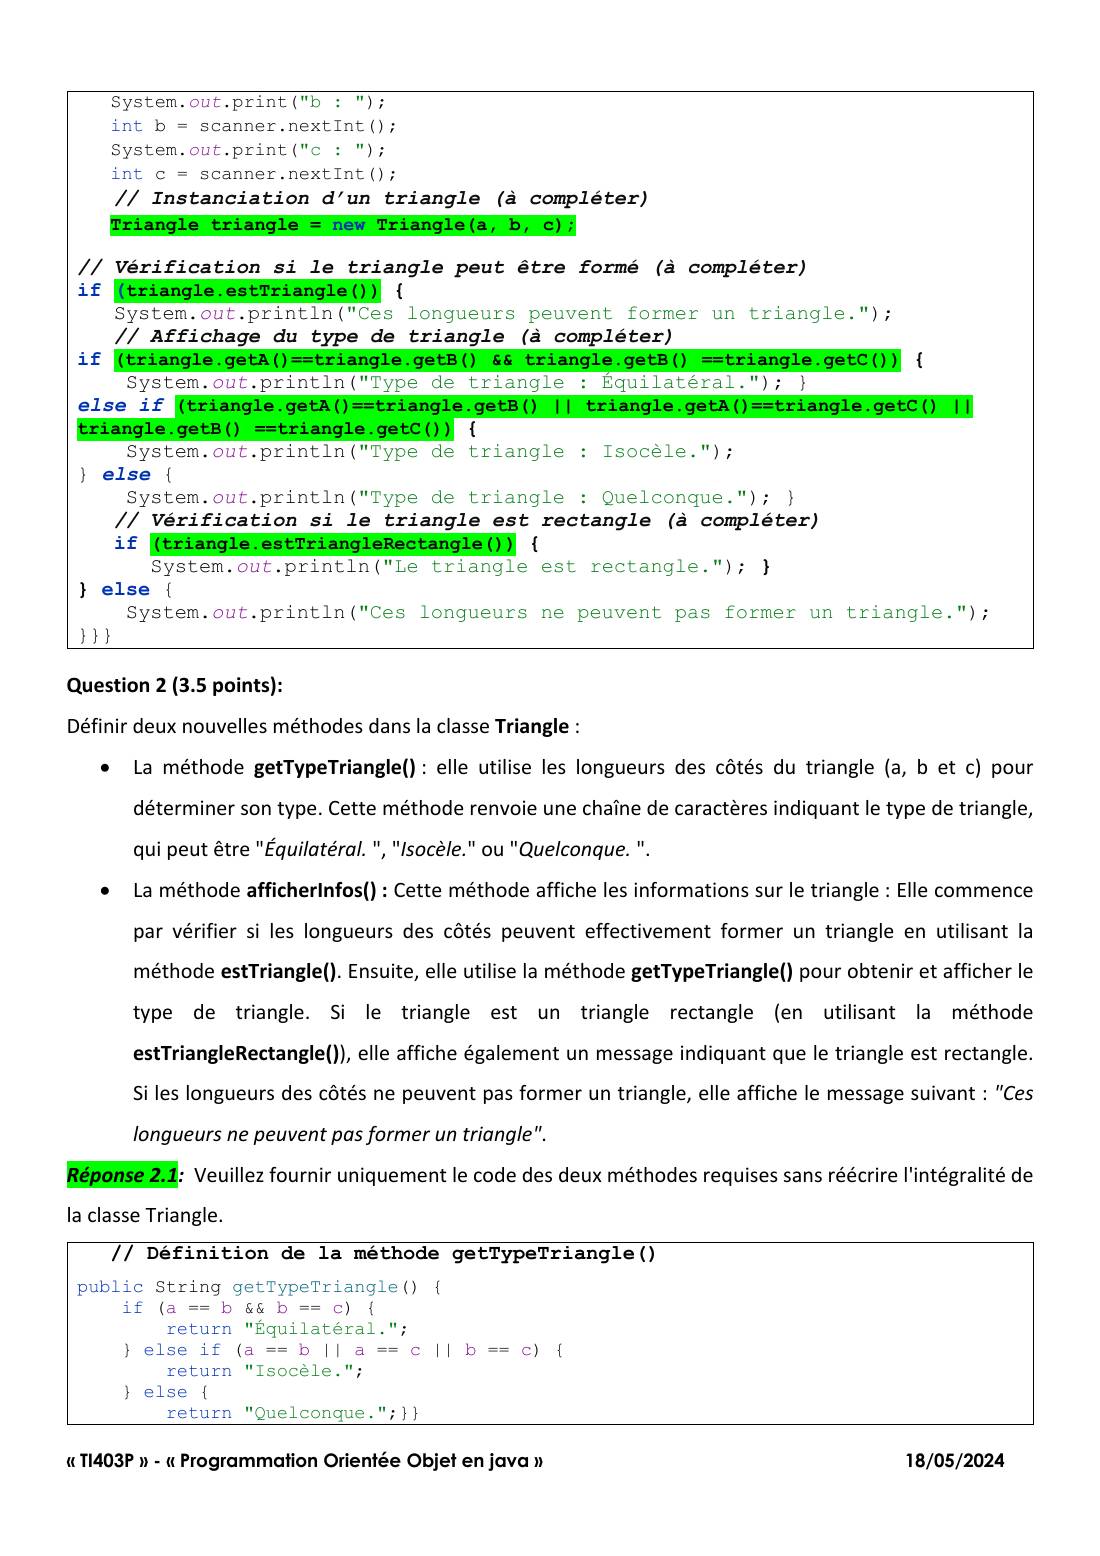 System.out.print("b : ");
int b = scanner.nextInt();
System.out.print("c : ");
int c = scanner.nextInt();
// Instanciation d’un triangle (à compléter)
Triangle triangle = new Triangle(a, b, c);
// Vérification si le triangle peut être formé (à compléter)
if (triangle.estTriangle()) {
System.out.println("Ces longueurs peuvent former un triangle.");
// Affichage du type de triangle (à compléter)
if (triangle.getA()==triangle.getB() && triangle.getB() ==triangle.getC()) {
System.out.println("Type de triangle : Équilatéral."); }
else if (triangle.getA()==triangle.getB() || triangle.getA()==triangle.getC() ||
triangle.getB() ==triangle.getC()) {
System.out.println("Type de triangle : Isocèle.");
} else {
System.out.println("Type de triangle : Quelconque."); }
// Vérification si le triangle est rectangle (à compléter)
if (triangle.estTriangleRectangle()) {
System.out.println("Le triangle est rectangle."); }
} else {
System.out.println("Ces longueurs ne peuvent pas former un triangle.");
}}}
Question 2 (3.5 points):
Définir deux nouvelles méthodes dans la classe Triangle :
• La méthode getTypeTriangle() : elle utilise les longueurs des côtés du triangle (a, b et c) pour
déterminer son type. Cette méthode renvoie une chaîne de caractères indiquant le type de triangle,
qui peut être "Équilatéral. ", "Isocèle." ou "Quelconque. ".
• La méthode afficherInfos() : Cette méthode affiche les informations sur le triangle : Elle commence
par vérifier si les longueurs des côtés peuvent effectivement former un triangle en utilisant la
méthode estTriangle(). Ensuite, elle utilise la méthode getTypeTriangle() pour obtenir et afficher le
type de triangle. Si le triangle est un triangle rectangle (en utilisant la méthode
estTriangleRectangle()), elle affiche également un message indiquant que le triangle est rectangle.
Si les longueurs des côtés ne peuvent pas former un triangle, elle affiche le message suivant : "Ces
longueurs ne peuvent pas former un triangle".
Réponse 2.1: Veuillez fournir uniquement le code des deux méthodes requises sans réécrire l'intégralité de
la classe Triangle.
// Définition de la méthode getTypeTriangle()
public String getTypeTriangle() {
if (a == b && b == c) {
return "Équilatéral.";
} else if (a == b || a == c || b == c) {
return "Isocèle.";
} else {
return "Quelconque.";}}
« TI403P » - « Programmation Orientée Objet en java » 18/05/2024